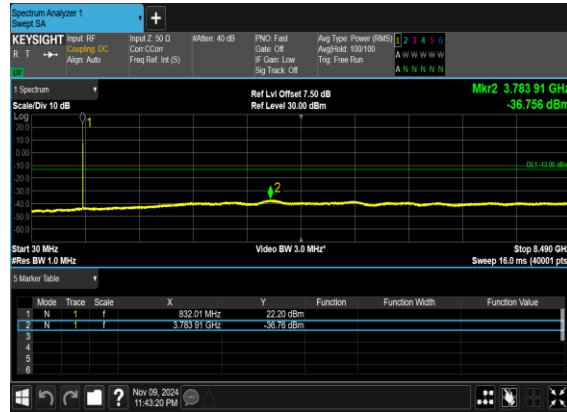 Spectrum Analyzer 1
Swept SA
+
KEYSIGHT Input: RF Input Z: 50 Ω #Atten: 40 dB PNO: Fast Avg Type: Power (RMS) 1 2 3 4 5 6
R T Coupling: DC Corr CCorr Gate: Off Avg|Hold: 100/100 A W W W W W
Align: Auto Freq Ref: Int (S) IF Gain: Low Trig: Free Run
Sig Track: Off A N N N N N
1 Spectrum Ref Lvl Offset 7.50 dB Mkr2 3.783 91 GHz
Scale/Div 10 dB Ref Level 30.00 dBm -36.756 dBm
Log
20.0
10.0
0.00
-10.0
-20.0
-30.0
-40.0
-50.0
-60.0
1
2
DL1 -13.00 dBm
Start 30 MHz Video BW 3.0 MHz* Stop 8.490 GHz
#Res BW 1.0 MHz Sweep 16.0 ms (40001 pts)
5 Marker Table
Mode Trace Scale X Y Function Function Width Function Value
1 N 1 f 832.01 MHz 22.20 dBm
2 N 1 f 3.783 91 GHz -36.76 dBm
3
4
5
6
? Nov 09, 2024
11:43:20 PM